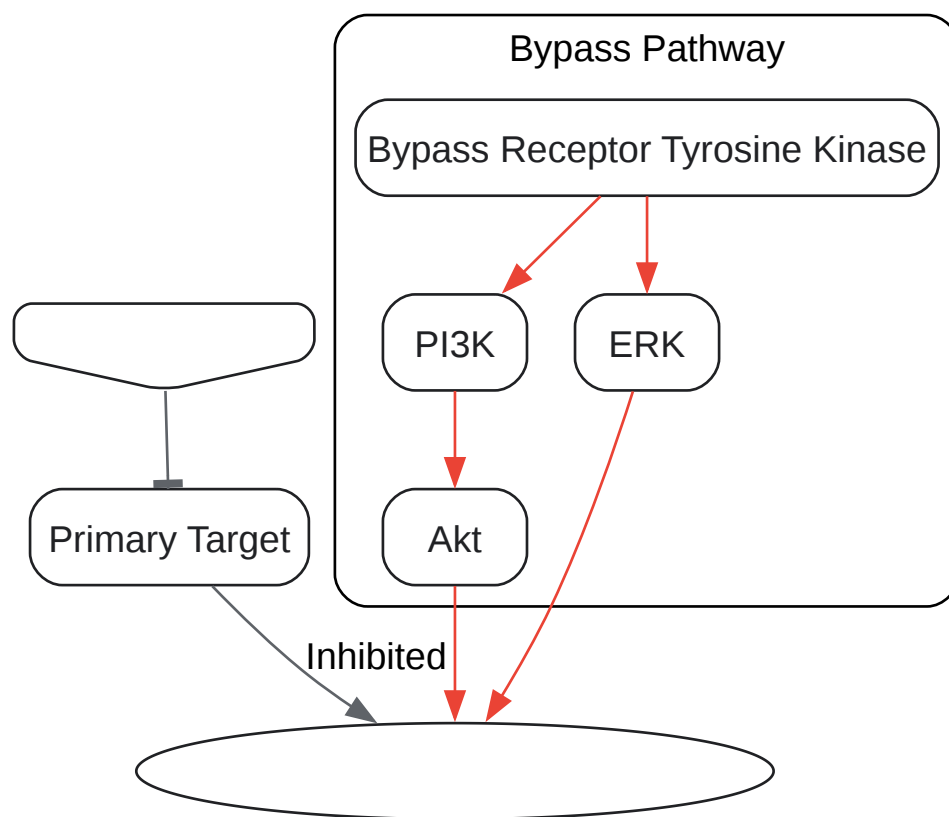 Bypass Pathway
Bypass Receptor Tyrosine Kinase
PI3K
ERK
Primary Target
Akt
Inhibited